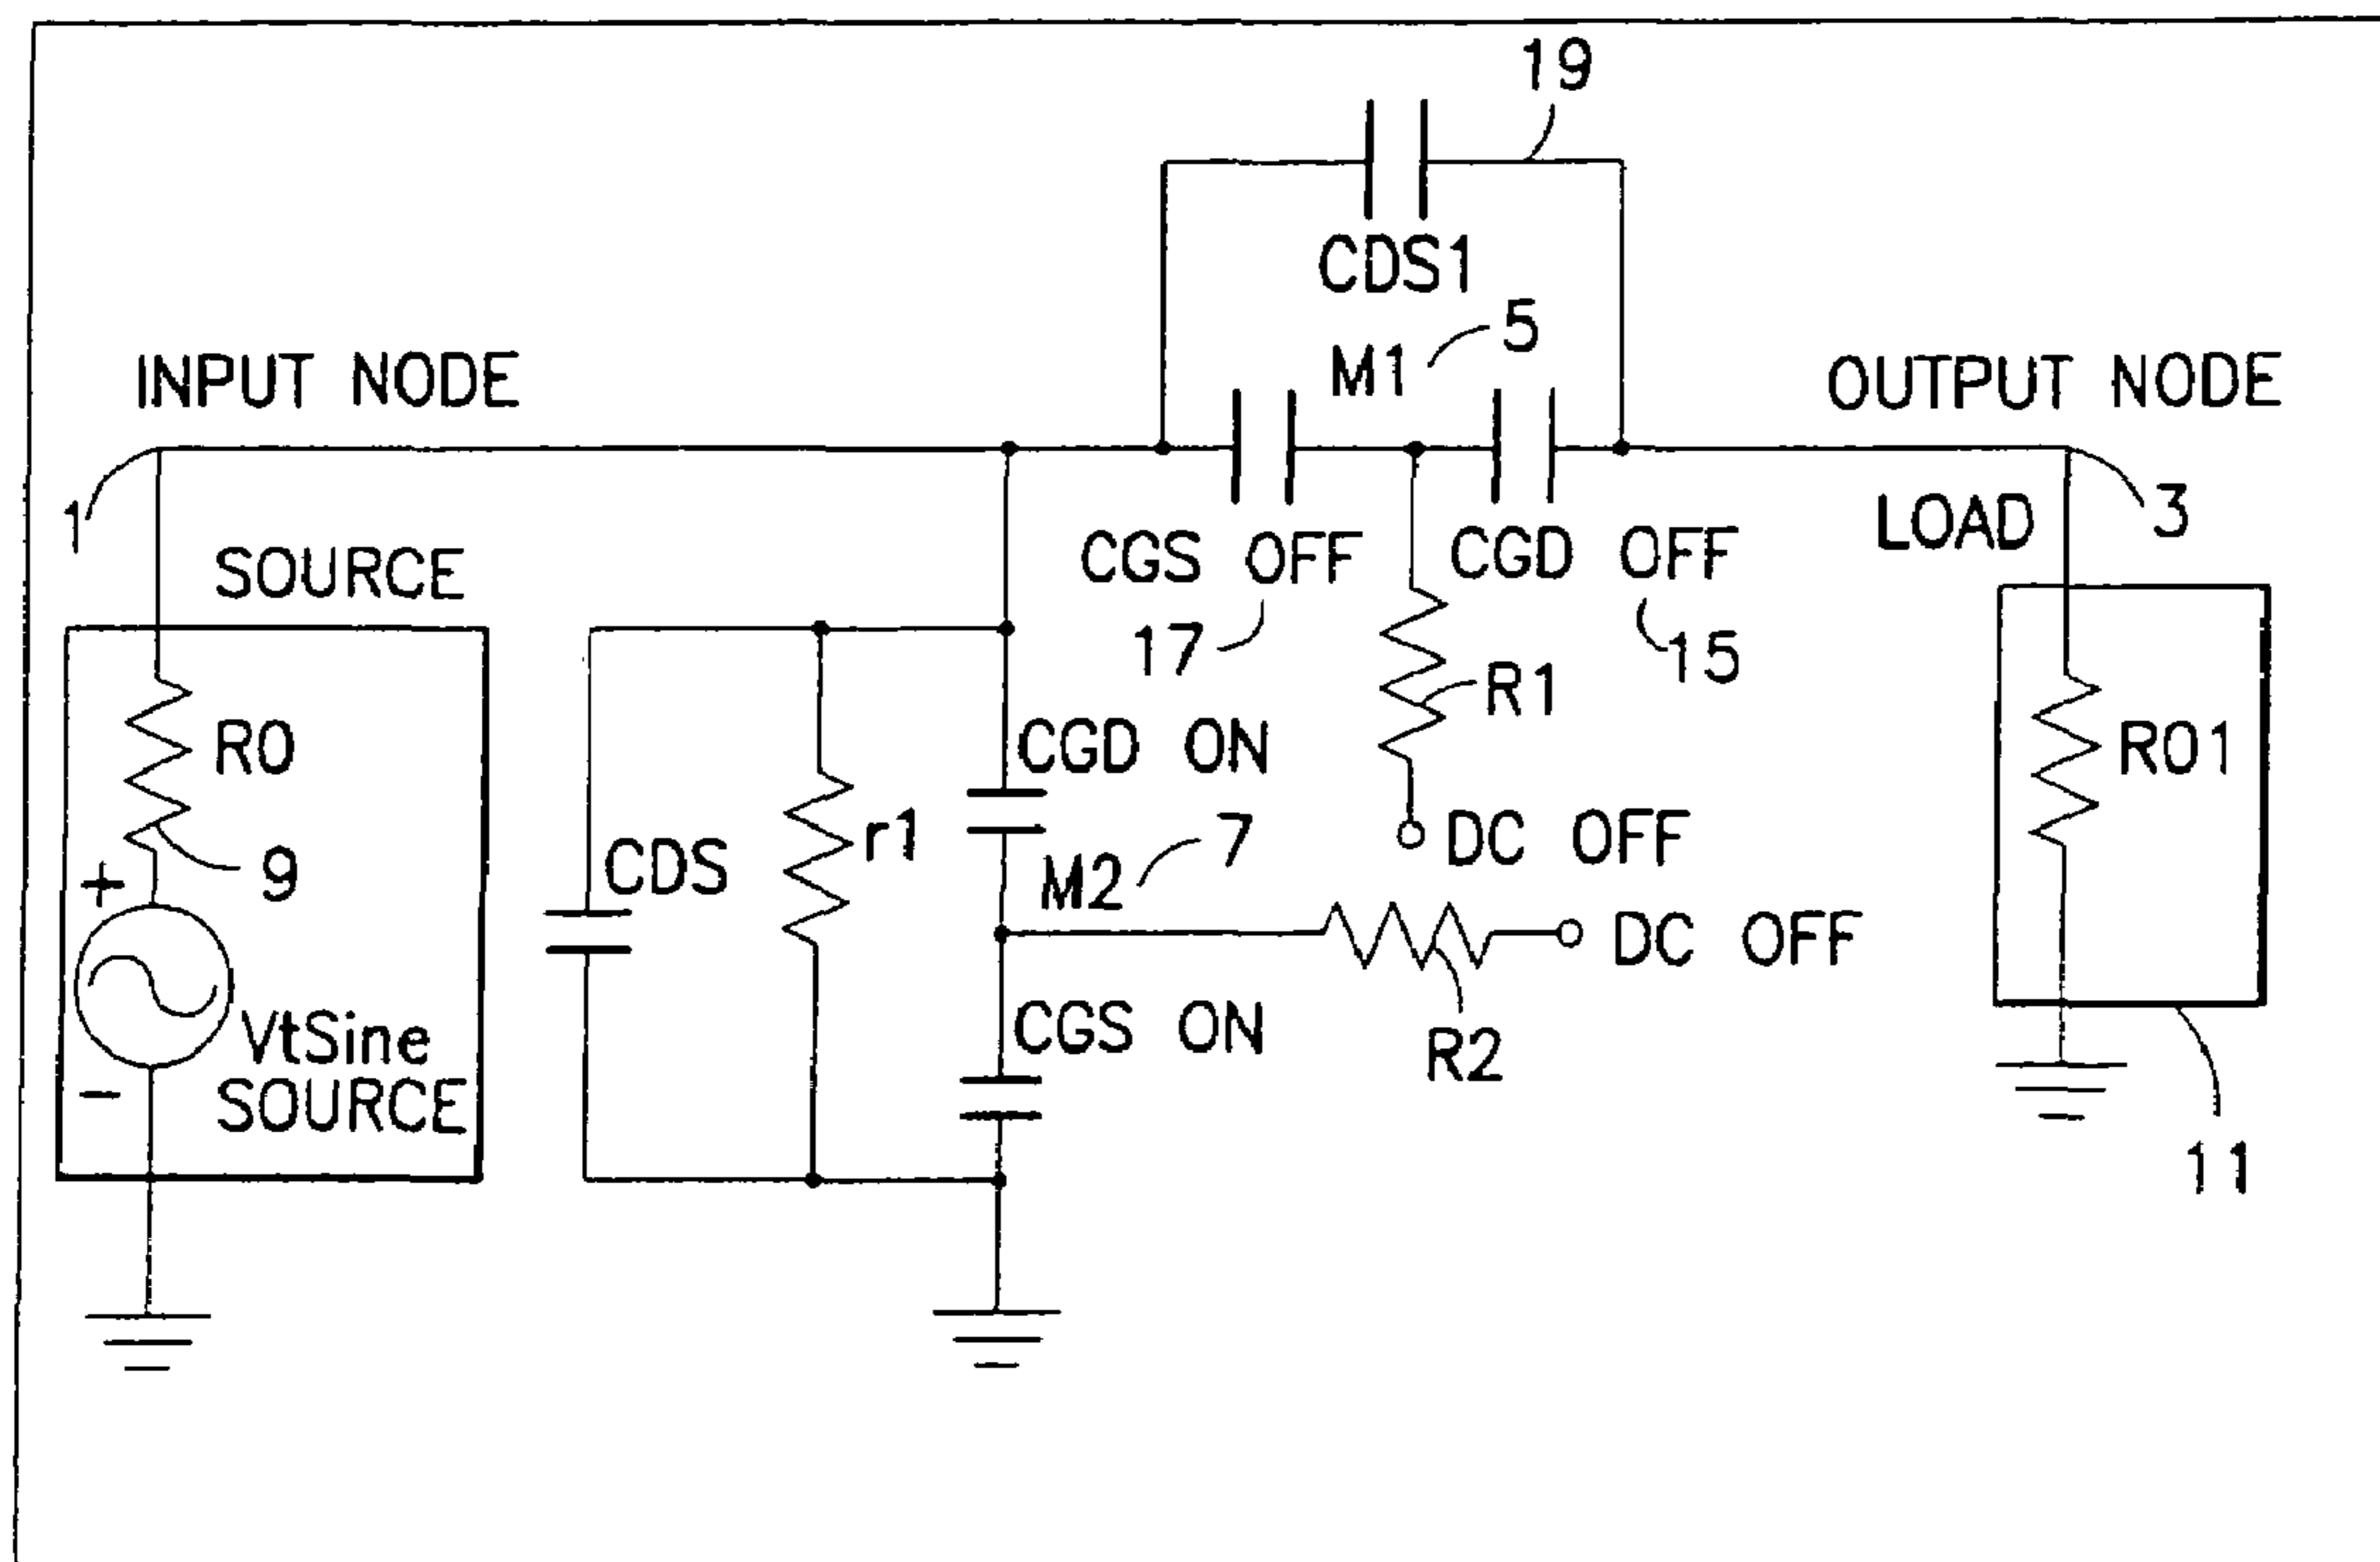 19
CDS1
M1
5
INPUT NODE
OUTPUT NODE
1
3
LOAD
SOURCE
CGS OFF
CGD OFF
17
15
R1
R0
CGD ON
RO1
r1
DC OFF
7
CDS
9
M2
+
DC OFF
VtSine
SOURCE
-
CGS ON
R2
11